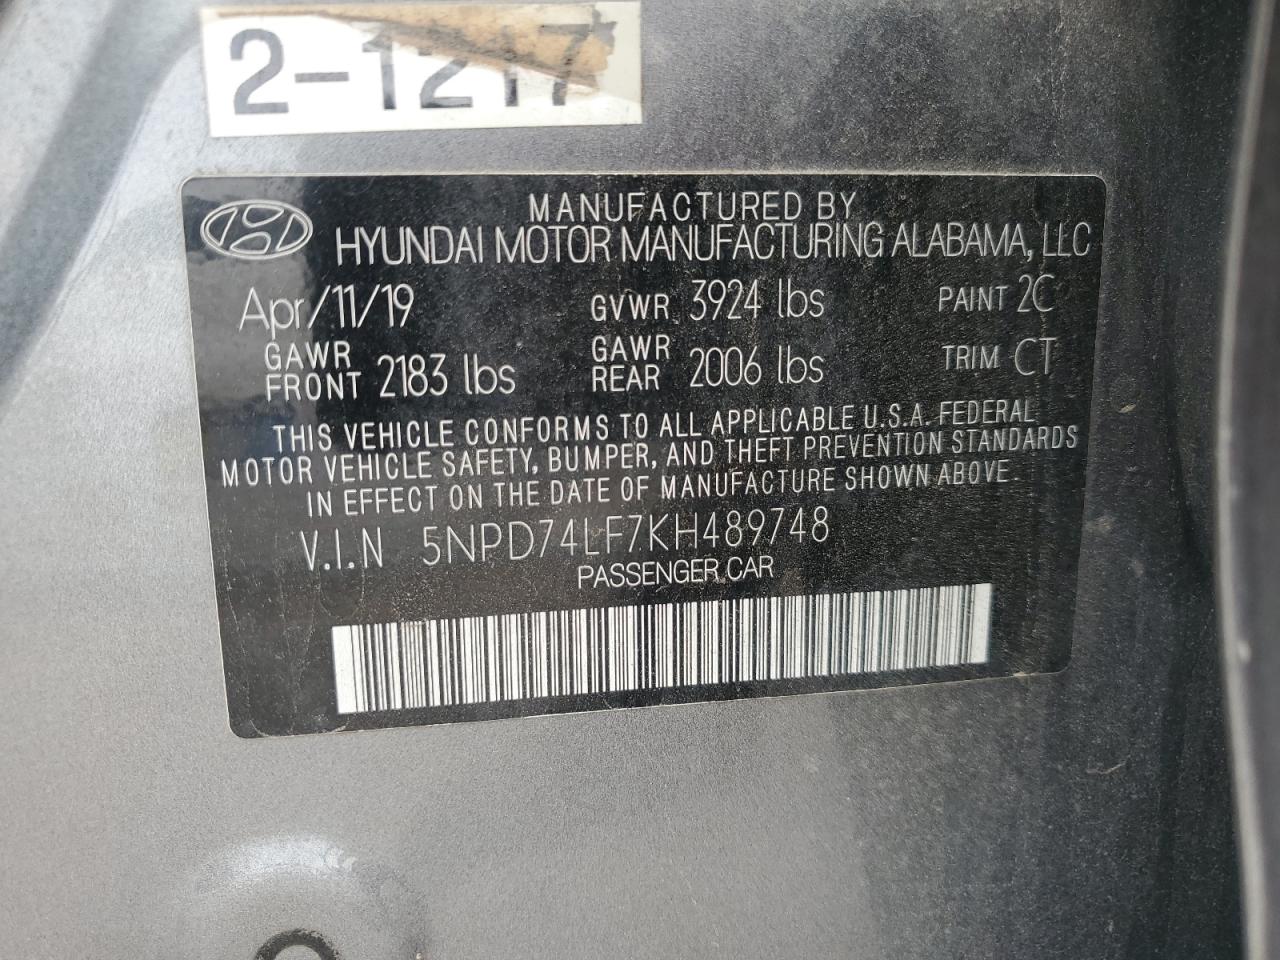 2-1217
MANUFACTURED BY
HYUNDAI MOTOR MANUFACTURING ALABAMA, LLC
Apr/11/19 GVWR 3924 lbs PAINT 2C
GAWR FRONT 2183 lbs GAWR REAR 2006 lbs TRIM CT
THIS VEHICLE CONFORMS TO ALL APPLICABLE U.S.A. FEDERAL
MOTOR VEHICLE SAFETY, BUMPER, AND THEFT PREVENTION STANDARDS
IN EFFECT ON THE DATE OF MANUFACTURE SHOWN ABOVE.
V.I.N 5NPD74LF7KH489748
PASSENGER CAR